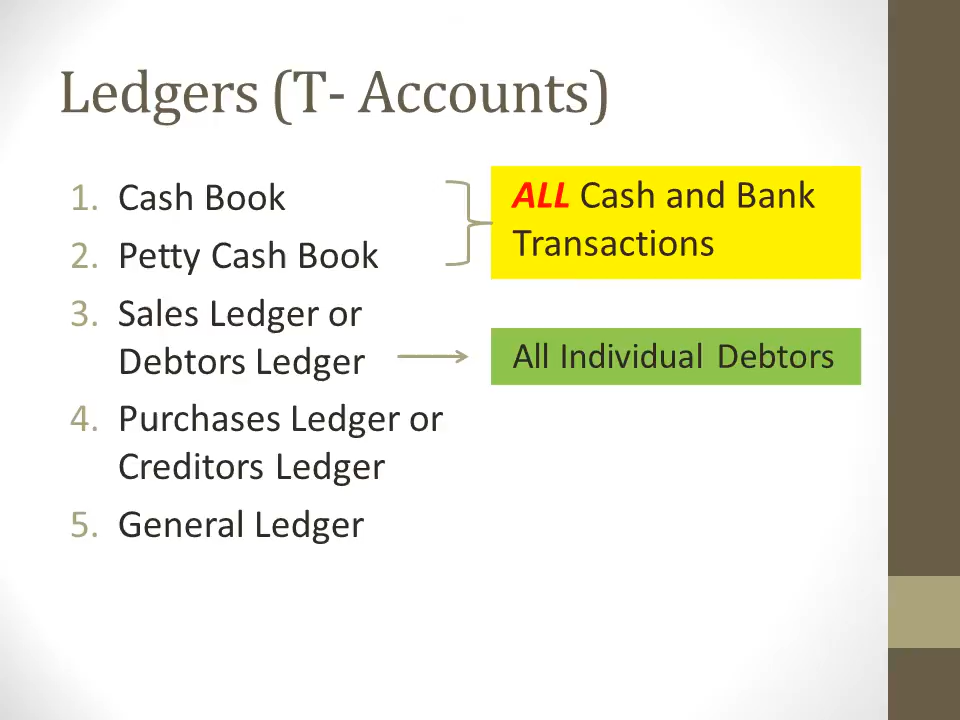 Ledgers (T- Accounts)
1. Cash Book
2. Petty Cash Book
3. Sales Ledger or
Debtors Ledger
4. Purchases Ledger or
Creditors Ledger
5. General Ledger
ALL Cash and Bank
Transactions
All Individual Debtors